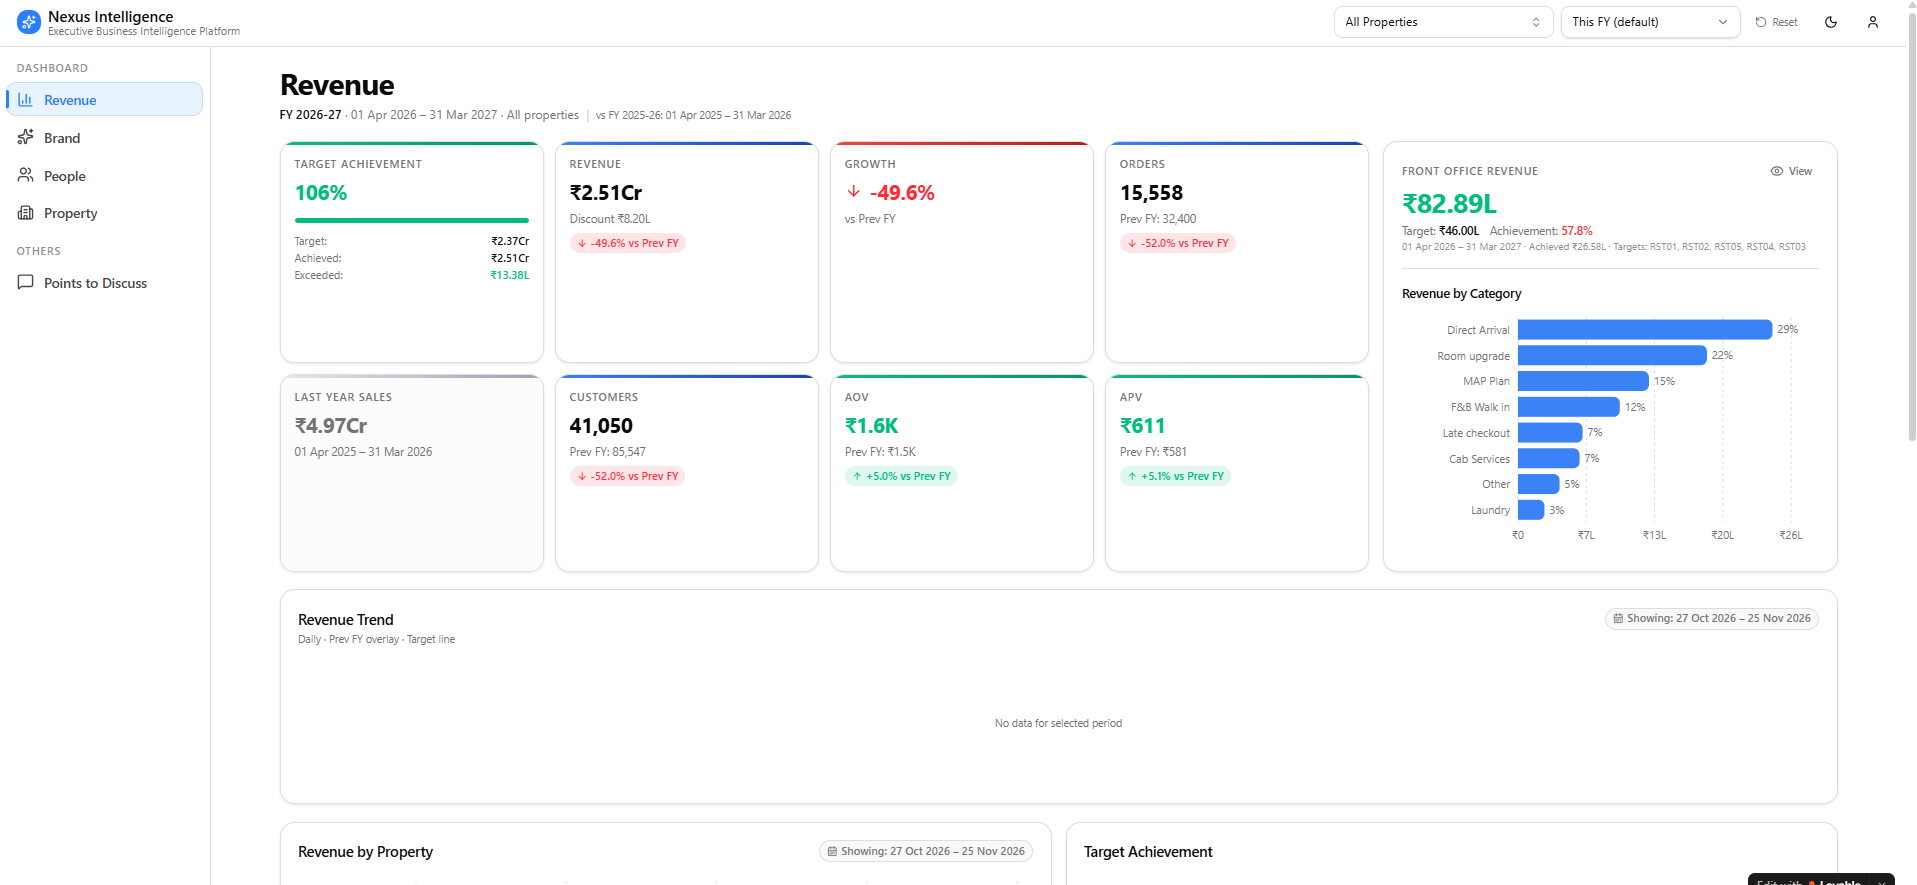 Nexus Intelligence
Executive Business Intelligence Platform
All Properties
This FY (default)
Reset
DASHBOARD
Revenue
Brand
People
Property
OTHERS
Points to Discuss
Revenue
FY 2026-27 · 01 Apr 2026 – 31 Mar 2027 · All properties | vs FY 2025-26: 01 Apr 2025 – 31 Mar 2026
TARGET ACHIEVEMENT
106%
Target: ₹2.37Cr
Achieved: ₹2.51Cr
Exceeded: ₹13.38L
REVENUE
₹2.51Cr
Discount ₹8.20L
↓ -49.6% vs Prev FY
GROWTH
↓ -49.6%
vs Prev FY
ORDERS
15,558
Prev FY: 32,400
↓ -52.0% vs Prev FY
LAST YEAR SALES
₹4.97Cr
01 Apr 2025 – 31 Mar 2026
CUSTOMERS
41,050
Prev FY: 85,547
↓ -52.0% vs Prev FY
AOV
₹1.6K
Prev FY: ₹1.5K
↑ +5.0% vs Prev FY
APV
₹611
Prev FY: ₹581
↑ +5.1% vs Prev FY
FRONT OFFICE REVENUE
View
₹82.89L
Target: ₹46.00L Achievement: 57.8%
01 Apr 2026 – 31 Mar 2027 · Achieved ₹26.58L · Targets: RST01, RST02, RST05, RST04, RST03
Revenue by Category
Direct Arrival 29%
Room upgrade 22%
MAP Plan 15%
F&B Walk in 12%
Late checkout 7%
Cab Services 7%
Other 5%
Laundry 3%
₹0 ₹7L ₹13L ₹20L ₹26L
Revenue Trend
Daily · Prev FY overlay · Target line
Showing: 27 Oct 2026 – 25 Nov 2026
No data for selected period
Revenue by Property
Showing: 27 Oct 2026 – 25 Nov 2026
Target Achievement
Edit with Lovable